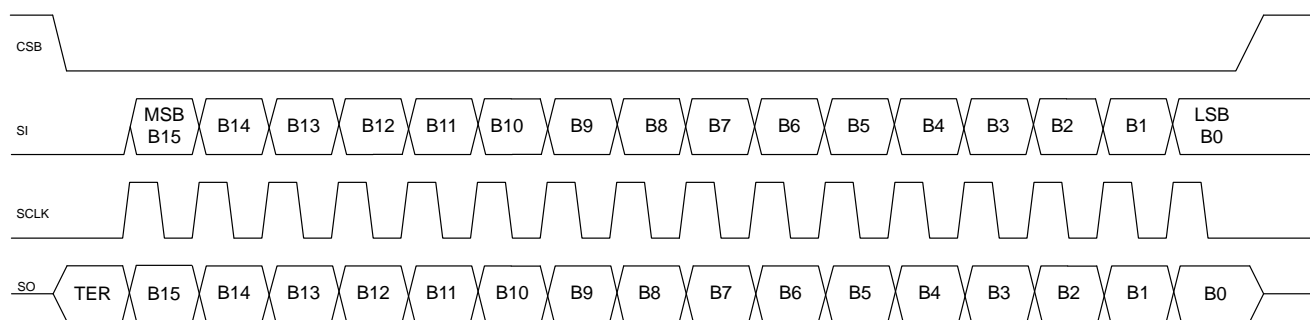 CSB
SI MSB B15 B14 B13 B12 B11 B10 B9 B8 B7 B6 B5 B4 B3 B2 B1 LSB B0
SCLK
SO TER B15 B14 B13 B12 B11 B10 B9 B8 B7 B6 B5 B4 B3 B2 B1 B0